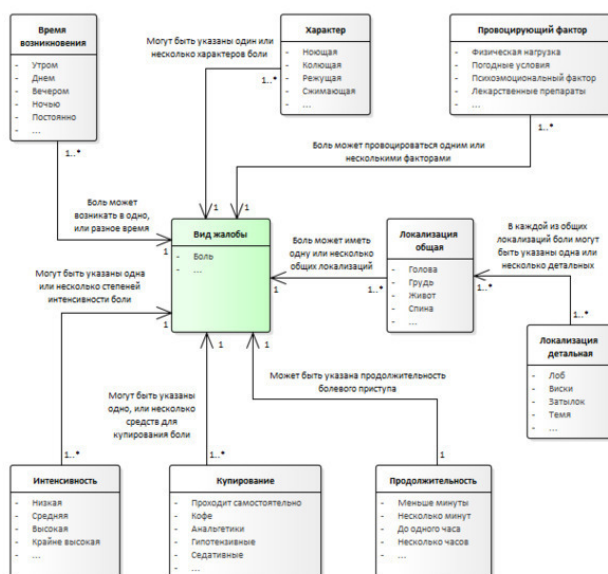 Время
возникновения
- Утром
- Днем
- Вечером
- Ночью
- Постоянно
- ...
Могут быть указаны один или
несколько характеров боли
Характер
- Ноющая
- Колющая
- Режущая
- Сжимающая
- ...
Провоцирующий фактор
- Физическая нагрузка
- Погодные условия
- Психоэмоциональный фактор
- Лекарственные препараты
- ...
1..*
1..*
1..*
Боль может провоцироваться одним или
несколькими факторами
Боль может
возникать в одно,
или разное время
1
1
1
Вид жалобы
- Боль
- ...
Боль может иметь
одну или несколько
общих локализаций
1
1..*
Локализация
общая
- Голова
- Грудь
- Живот
- Спина
- ...
В каждой из общих
локализаций боли могут
быть указана одна или
несколько детальных
1
1..*
Локализация
детальная
- Лоб
- Виски
- Затылок
- Темя
- ...
Могут быть указана одна
или несколько степеней
интенсивности боли
1
1
1
Может быть указана продолжительность
болевого приступа
Могут быть указаны
одно, или несколько
средств для
купирования боли
1..*
1..*
1
Интенсивность
- Низкая
- Средняя
- Высокая
- Крайне высокая
- ...
Купирование
- Проходит самостоятельно
- Кофе
- Анальгетики
- Гипотензивные
- Седативные
- ...
Продолжительность
- Меньше минуты
- Несколько минут
- До одного часа
- Несколько часов
- ...